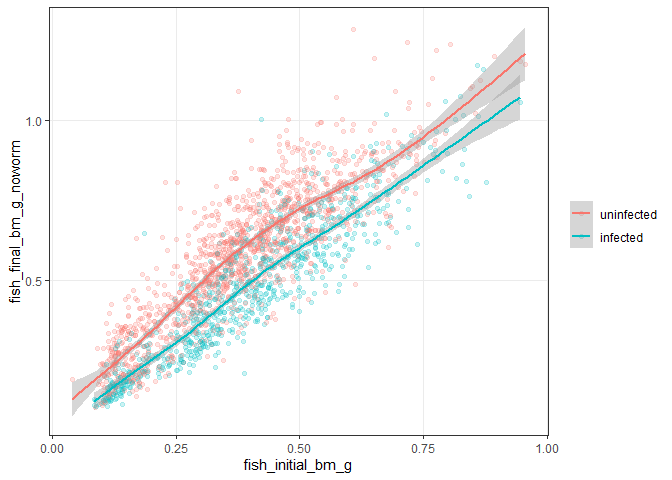 1.0
0.5
fish_final_bm_g_noworm
0.00 0.25 0.50 0.75 1.00
fish_initial_bm_g
uninfected
infected